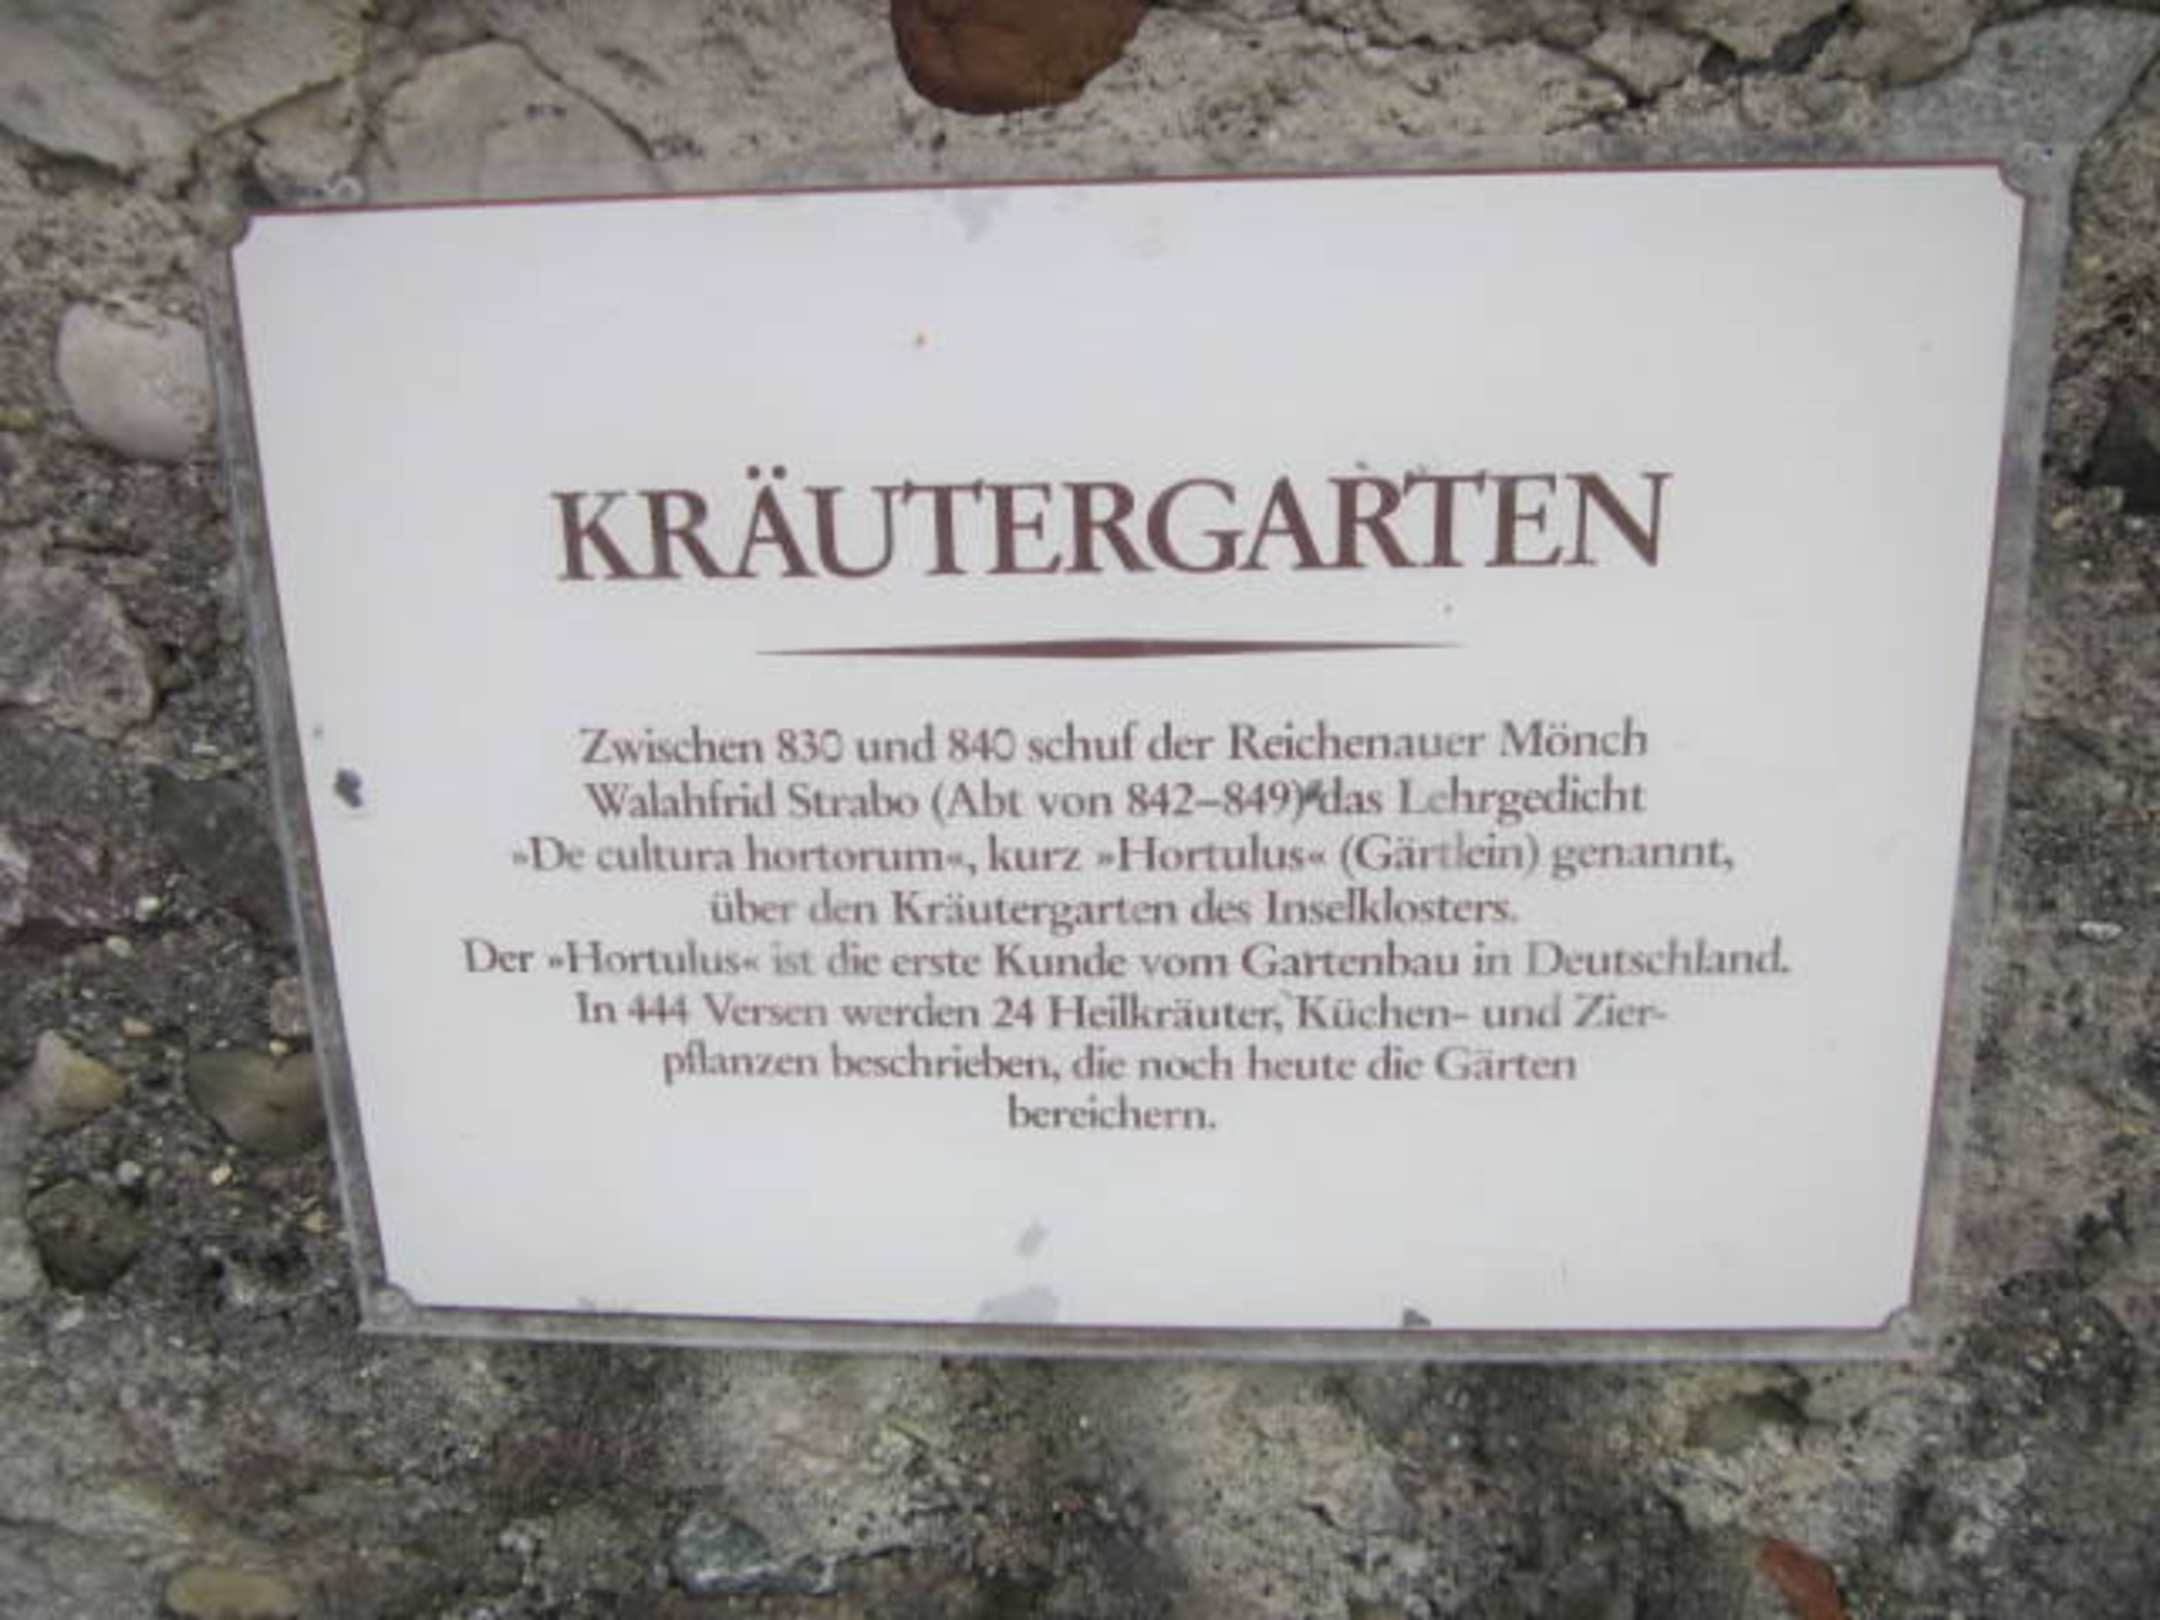 KRÄUTERGARTEN
Zwischen 830 und 840 schuf der Reichenauer Mönch
Walahfrid Strabo (Abt von 842–849) das Lehrgedicht
»De cultura hortorum«, kurz »Hortulus« (Gärtlein) genannt,
über den Kräutergarten des Inselklosters.
Der »Hortulus« ist die erste Kunde vom Gartenbau in Deutschland.
In 444 Versen werden 24 Heilkräuter, Küchen- und Zier-
pflanzen beschrieben, die noch heute die Gärten
bereichern.